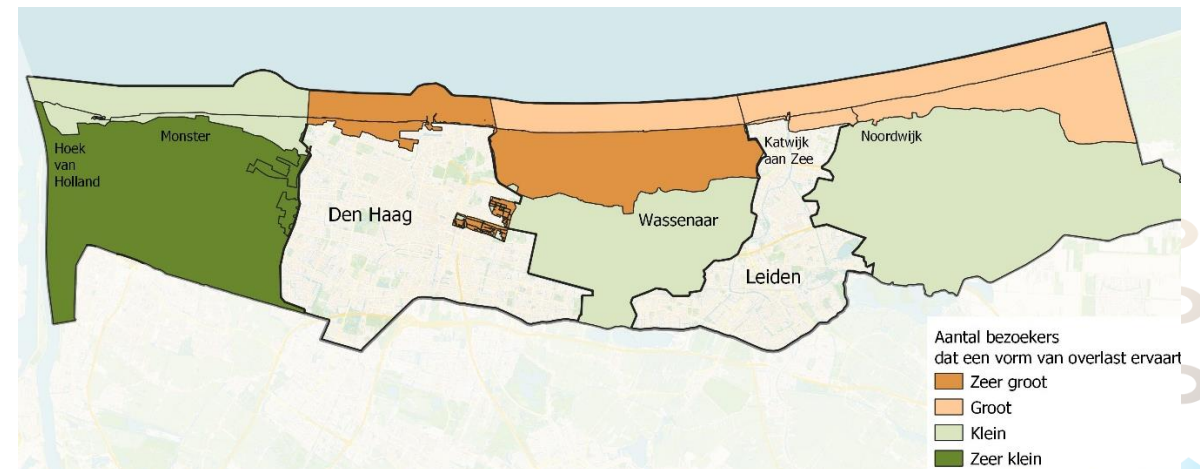 Hoek
van
Holland
Monster
Den Haag
Wassenaar
Katwijk
aan Zee
Noordwijk
Leiden
Aantal bezoekers
dat een vorm van overlast ervaart
Zeer groot
Groot
Klein
Zeer klein